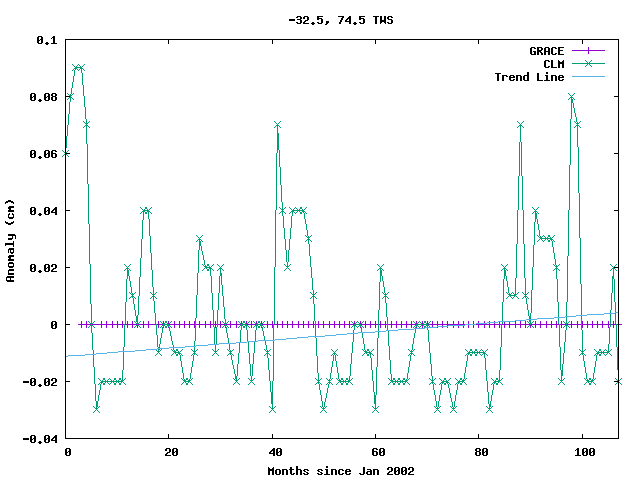 -32.5, 74.5 TWS
0.1
0.08
0.06
0.04
0.02
0
-0.02
-0.04
Anomaly (cm)
GRACE
CLM
Trend Line
0 20 40 60 80 100
Months since Jan 2002